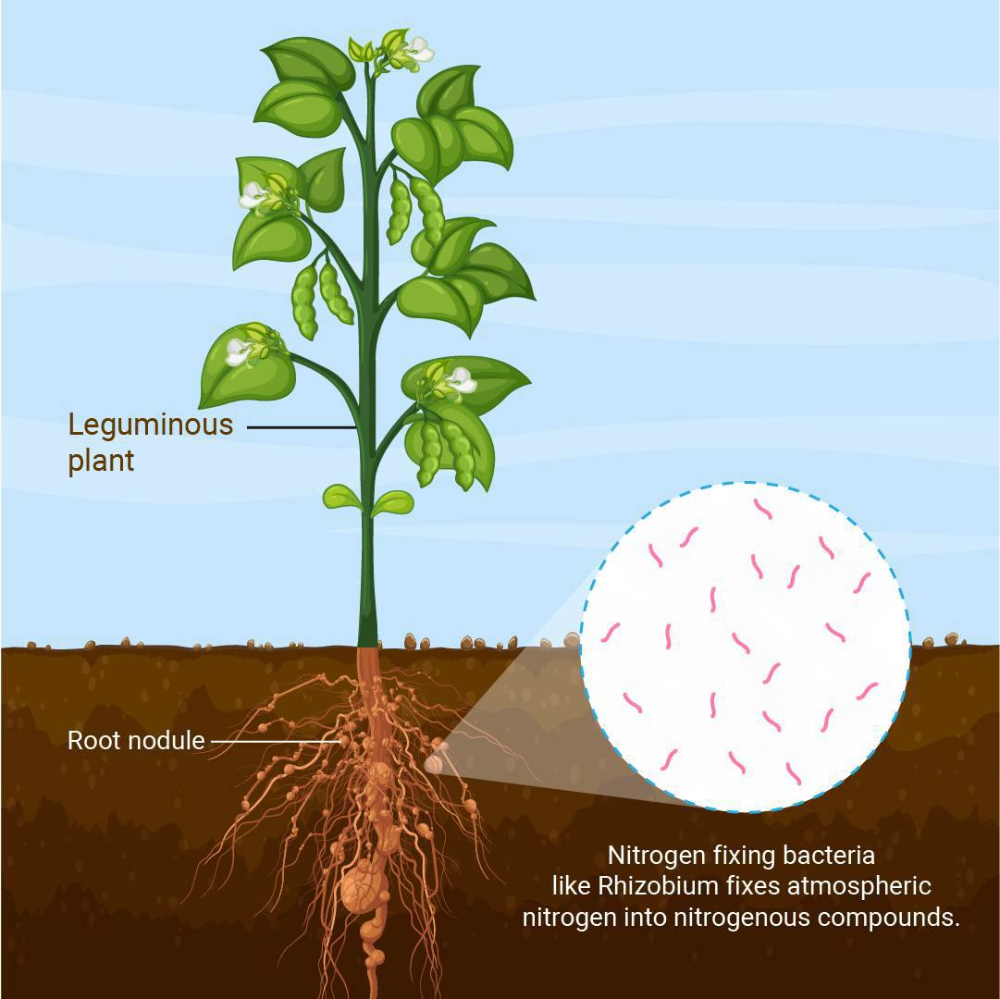 Leguminous
plant
Root nodule
Nitrogen fixing bacteria
like Rhizobium fixes atmospheric
nitrogen into nitrogenous compounds.